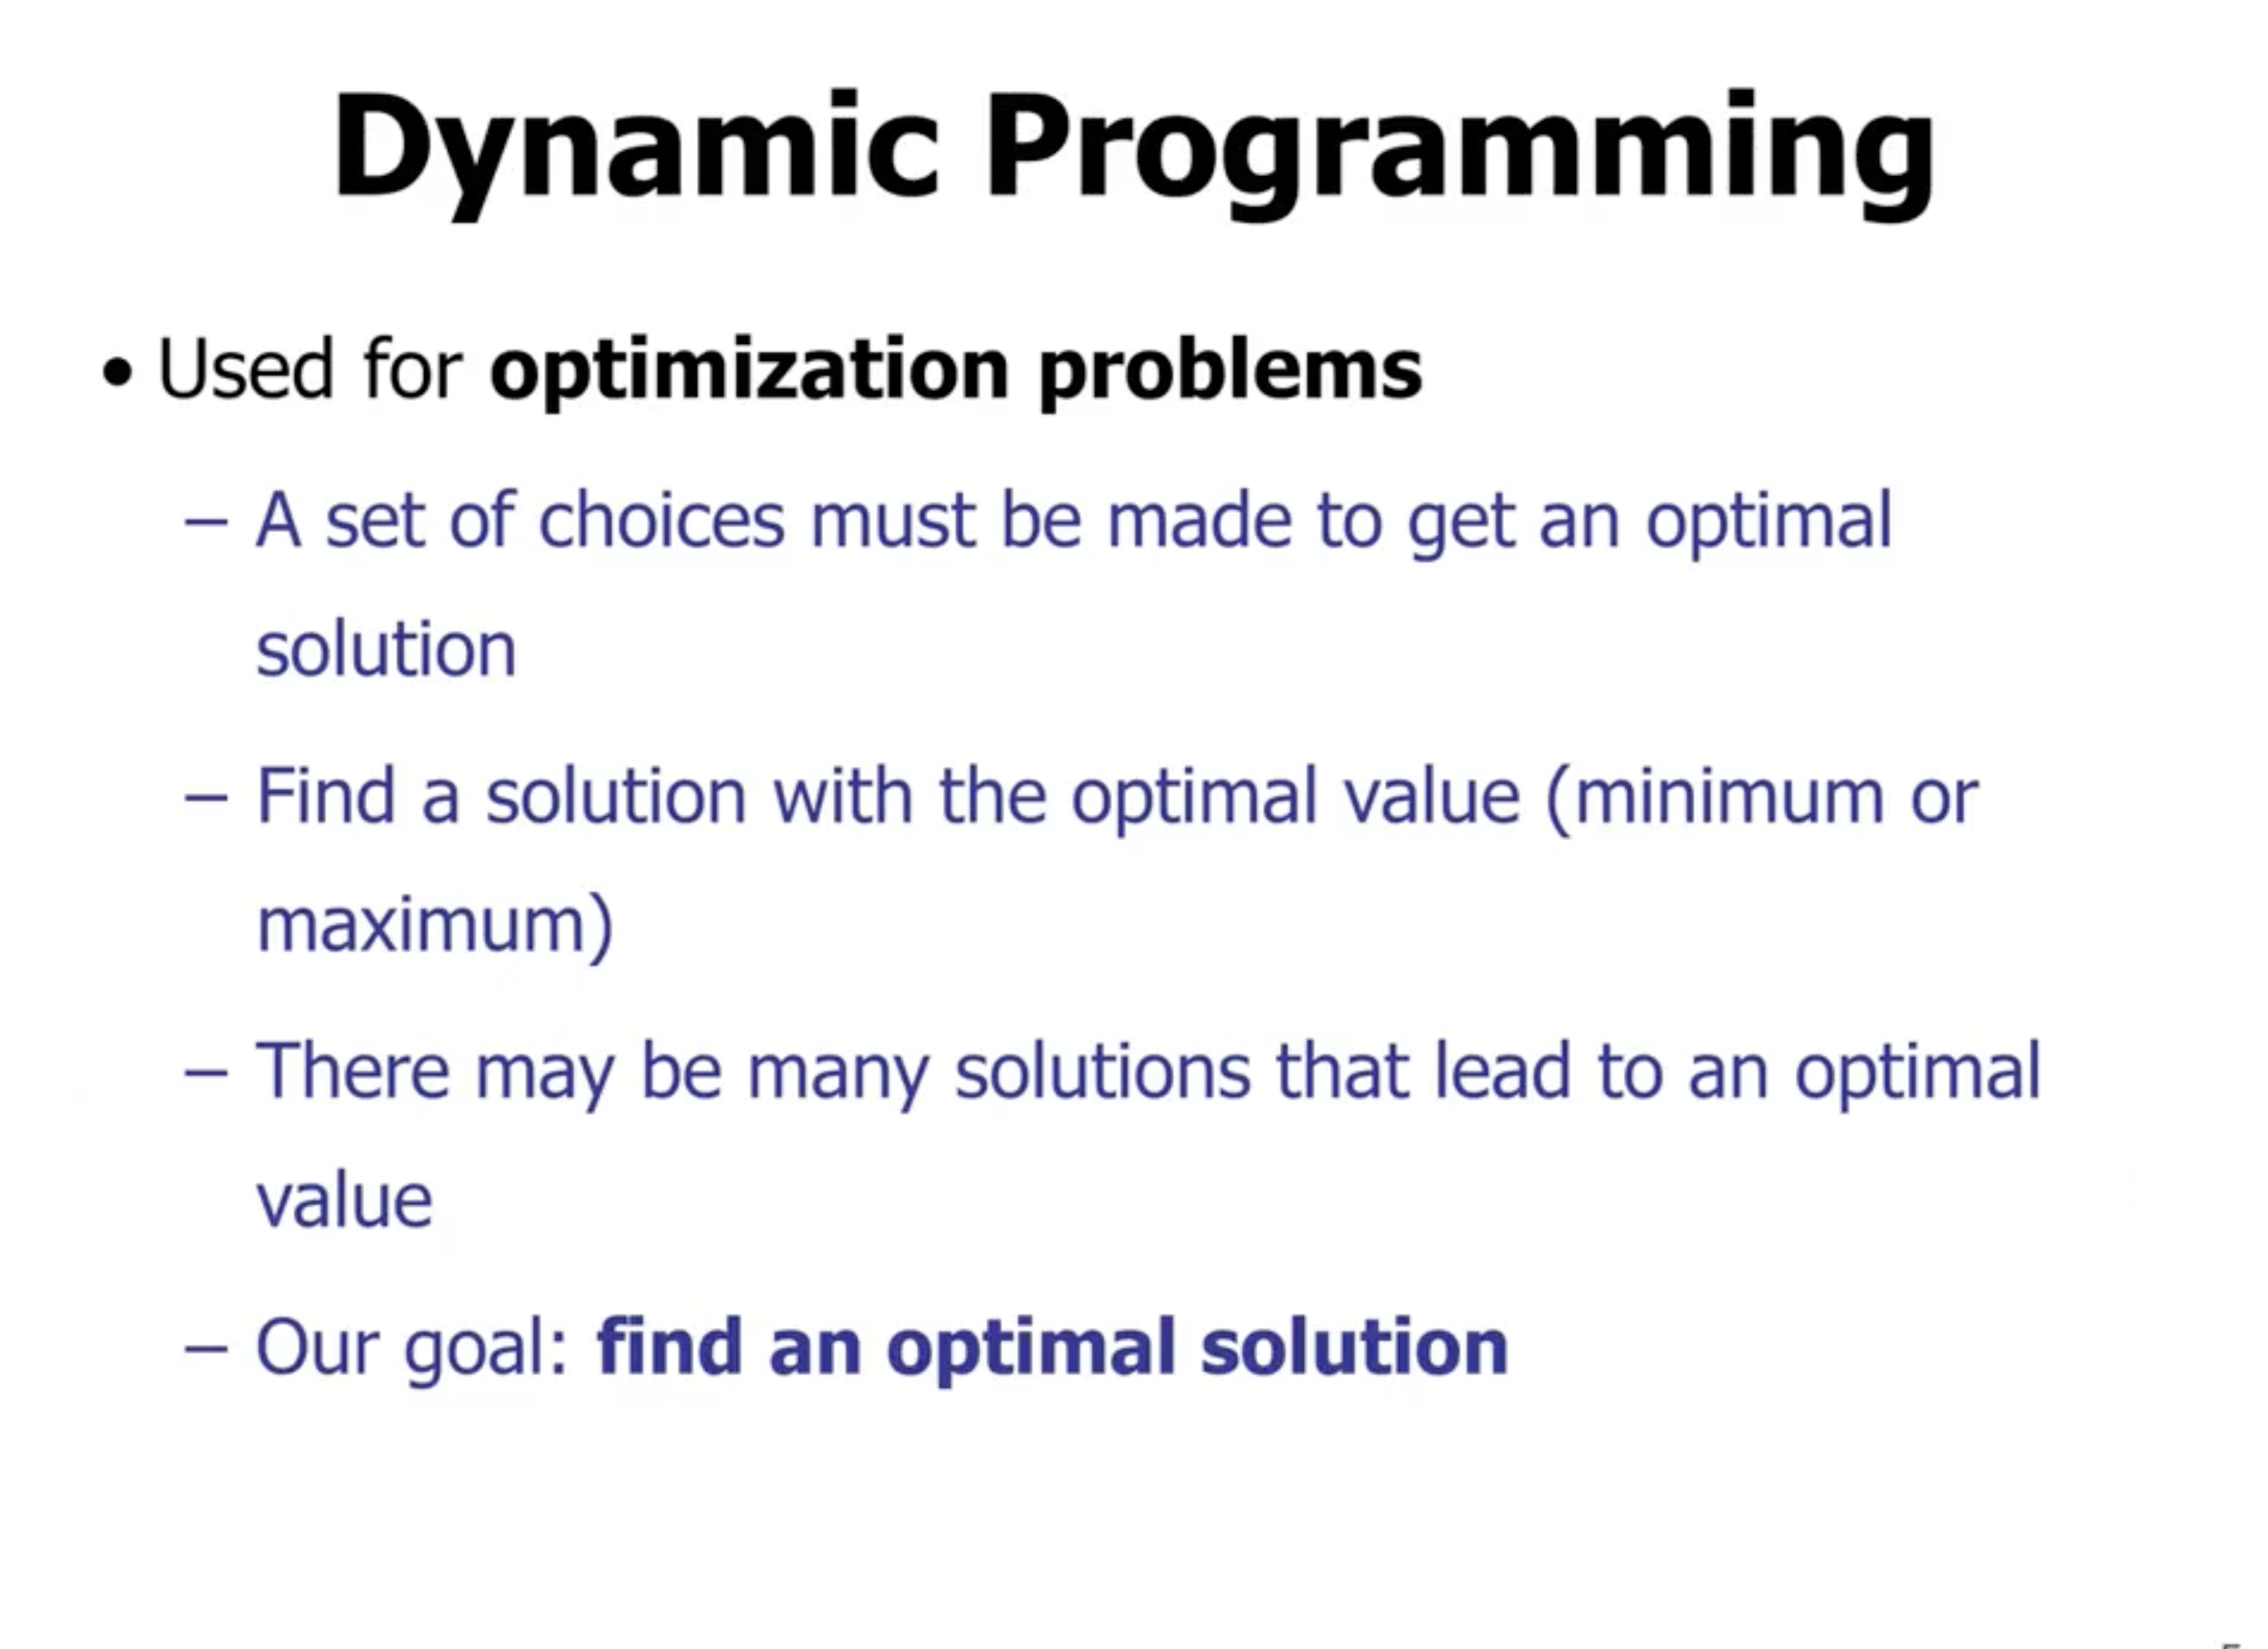 Dynamic Programming
• Used for optimization problems
– A set of choices must be made to get an optimal
solution
– Find a solution with the optimal value (minimum or
maximum)
– There may be many solutions that lead to an optimal
value
– Our goal: find an optimal solution